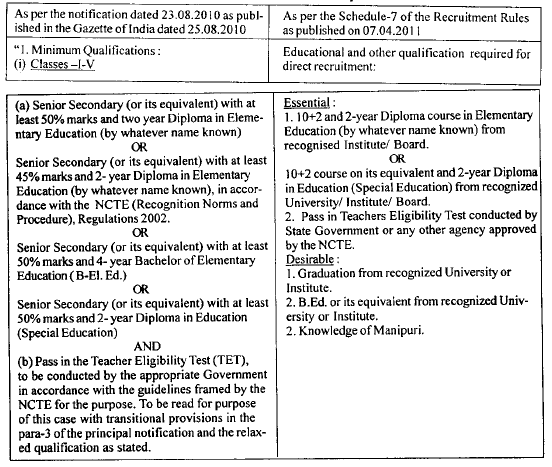 As per the notification dated 23.08.2010 as publ-
ished in the Gazette of India dated 25.08.2010
As per the Schedule-7 of the Recruitment Rules
as published on 07.04.2011
"1. Minimum Qualifications :
(i) Classes –I-V
Educational and other qualification required for
direct recruitment:
(a) Senior Secondary (or its equivalent) with at
least 50% marks and two year Diploma in Eleme-
ntary Education (by whatever name known)
OR
Senior Secondary (or its equivalent) with at least
45% marks and 2- year Diploma in Elementary
Education (by whatever name known), in accor-
dance with the NCTE (Recognition Norms and
Procedure), Regulations 2002.
OR
Senior Secondary (or its equivalent) with at least
50% marks and 4- year Bachelor of Elementary
Education ( B-El. Ed.)
OR
Senior Secondary (or its equivalent) with at least
50% marks and 2- year Diploma in Education
(Special Education)
AND
(b) Pass in the Teacher Eligibility Test (TET),
to be conducted by the appropriate Government
in accordance with the guidelines framed by the
NCTE for the purpose. To be read for purpose
of this case with transitional provisions in the
para-3 of the principal notification and the relax-
ed qualification as stated.
Essential :
1. 10+2 and 2-year Diploma course in Elementary
Education (by whatever name known) from
recognised Institute/ Board.
OR
10+2 course on its equivalent and 2-year Diploma
in Education (Special Education) from recognized
University/ Institute/ Board.
2. Pass in Teachers Eligibility Test conducted by
State Government or any other agency approved
by the NCTE.
Desirable :
1. Graduation from recognized University or
Institute.
2. B.Ed. or its equivalent from recognized Univ-
ersity or Institute.
2. Knowledge of Manipuri.